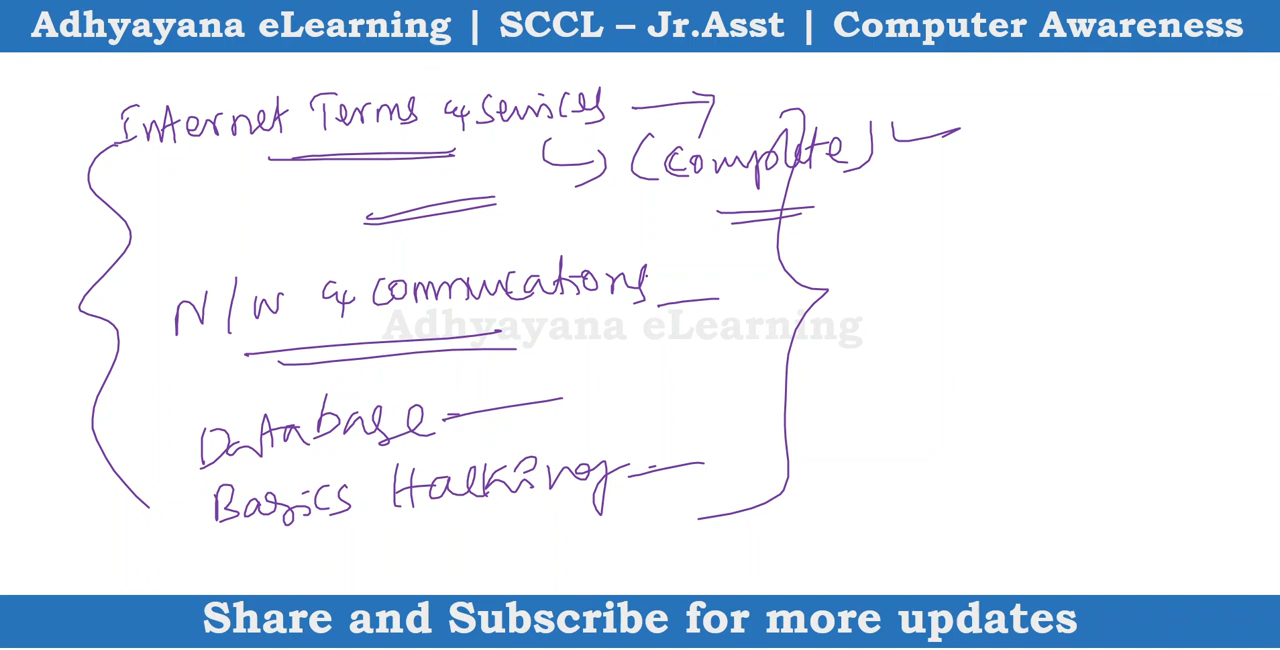 Adhyayana eLearning | SCCL – Jr.Asst | Computer Awareness
Internet Terms & Services →
(complete)
N/W & commucations
Adhyayana eLearning
Database
Basics Hacking
Share and Subscribe for more updates